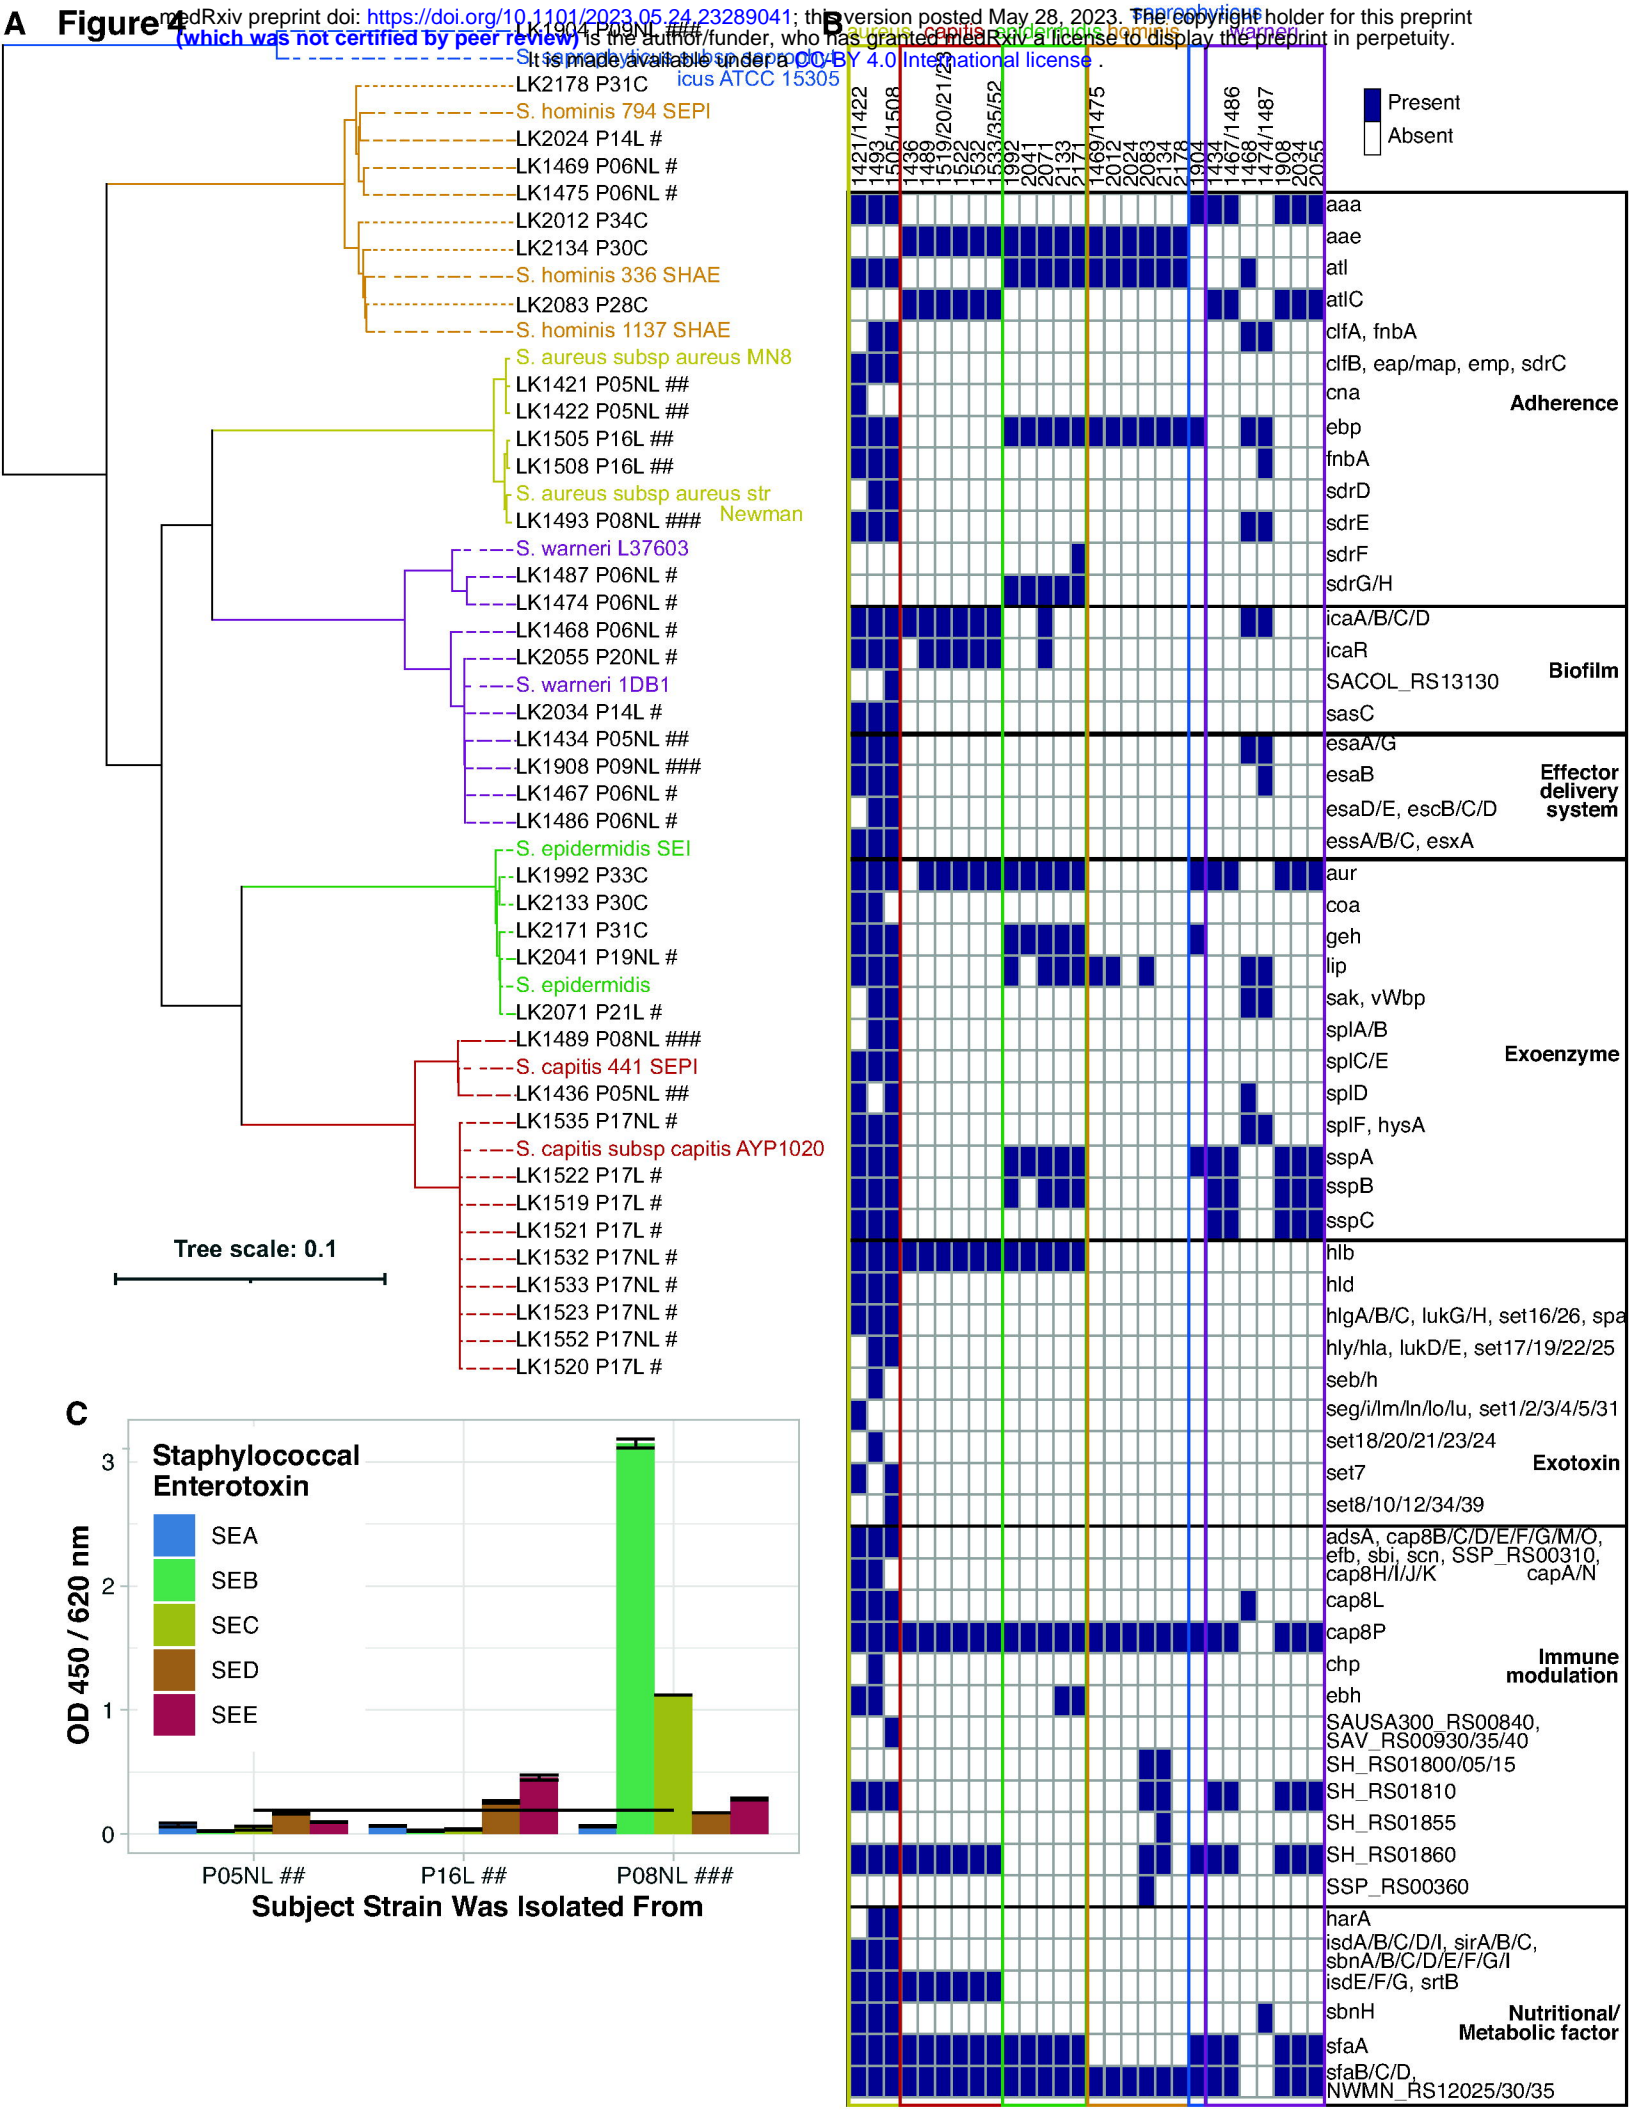 A Figure 4
medRxiv preprint doi: https://doi.org/10.1101/2023.05.24.23289041; this version posted May 28, 2023. The copyright holder for this preprint
(which was not certified by peer review) is the author/funder, who has granted medRxiv a license to display the preprint in perpetuity.
It is made available under a CC-BY 4.0 International license .
LK1904 P09NL ###
S. saprophyticus subsp saprophyt
icus ATCC 15305
LK2178 P31C
S. hominis 794 SEPI
LK2024 P14L #
LK1469 P06NL #
LK1475 P06NL #
LK2012 P34C
LK2134 P30C
S. hominis 336 SHAE
LK2083 P28C
S. hominis 1137 SHAE
S. aureus subsp aureus MN8
LK1421 P05NL ##
LK1422 P05NL ##
LK1505 P16L ##
LK1508 P16L ##
S. aureus subsp aureus str
Newman
LK1493 P08NL ###
S. warneri L37603
LK1487 P06NL #
LK1474 P06NL #
LK1468 P06NL #
LK2055 P20NL #
S. warneri 1DB1
LK2034 P14L #
LK1434 P05NL ##
LK1908 P09NL ###
LK1467 P06NL #
LK1486 P06NL #
S. epidermidis SEI
LK1992 P33C
LK2133 P30C
LK2171 P31C
LK2041 P19NL #
S. epidermidis
LK2071 P21L #
LK1489 P08NL ###
S. capitis 441 SEPI
LK1436 P05NL ##
LK1535 P17NL #
S. capitis subsp capitis AYP1020
LK1522 P17L #
LK1519 P17L #
LK1521 P17L #
LK1532 P17NL #
LK1533 P17NL #
LK1523 P17NL #
LK1552 P17NL #
LK1520 P17L #
Tree scale: 0.1
B
aureus capitis epidermidis hominis saprophyticus warneri
1421/1422
1493
1505/1508
1436
1489
1519/20/21/23
1522
1532
1533/35/52
1992
2041
2071
2133
2171
1469/1475
2012
2024
2083
2134
2178
1904
1434
1467/1486
1468
1474/1487
1908
2034
2055
Present
Absent
aaa
aae
atl
atlC
clfA, fnbA
clfB, eap/map, emp, sdrC
cna
Adherence
ebp
fnbA
sdrD
sdrE
sdrF
sdrG/H
icaA/B/C/D
icaR
Biofilm
SACOL_RS13130
sasC
esaA/G
esaB
Effector
delivery
system
esaD/E, escB/C/D
essA/B/C, esxA
aur
coa
geh
lip
sak, vWbp
splA/B
Exoenzyme
splC/E
splD
splF, hysA
sspA
sspB
sspC
hlb
hld
hlgA/B/C, lukG/H, set16/26, spa
hly/hla, lukD/E, set17/19/22/25
seb/h
seg/i/lm/ln/lo/lu, set1/2/3/4/5/31
set18/20/21/23/24
Exotoxin
set7
set8/10/12/34/39
adsA, cap8B/C/D/E/F/G/M/O,
efb, sbi, scn, SSP_RS00310,
cap8H/I/J/K capA/N
cap8L
cap8P
Immune
modulation
chp
ebh
SAUSA300_RS00840,
SAV_RS00930/35/40
SH_RS01800/05/15
SH_RS01810
SH_RS01855
SH_RS01860
SSP_RS00360
harA
isdA/B/C/D/I, sirA/B/C,
sbnA/B/C/D/E/F/G/I
isdE/F/G, srtB
sbnH
Nutritional/
Metabolic factor
sfaA
sfaB/C/D,
NWMN_RS12025/30/35
C
Staphylococcal
Enterotoxin
SEA
SEB
SEC
SED
SEE
OD 450 / 620 nm
3
2
1
0
P05NL ## P16L ## P08NL ###
Subject Strain Was Isolated From